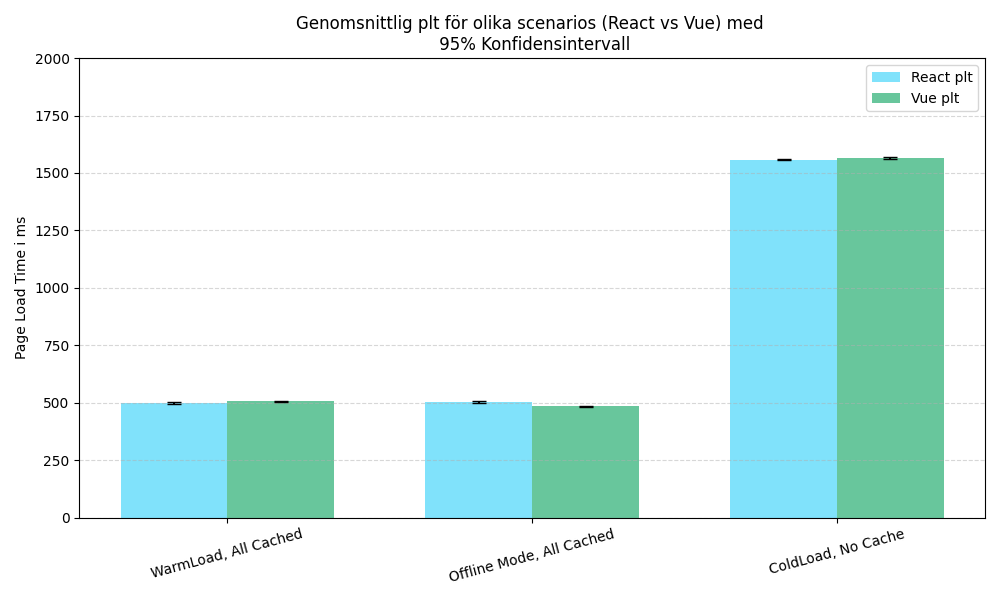 Genomsnittlig plt för olika scenarios (React vs Vue) med
95% Konfidensintervall
React plt
Vue plt
Page Load Time i ms
2000
1750
1500
1250
1000
750
500
250
0
WarmLoad, All Cached
Offline Mode, All Cached
ColdLoad, No Cache